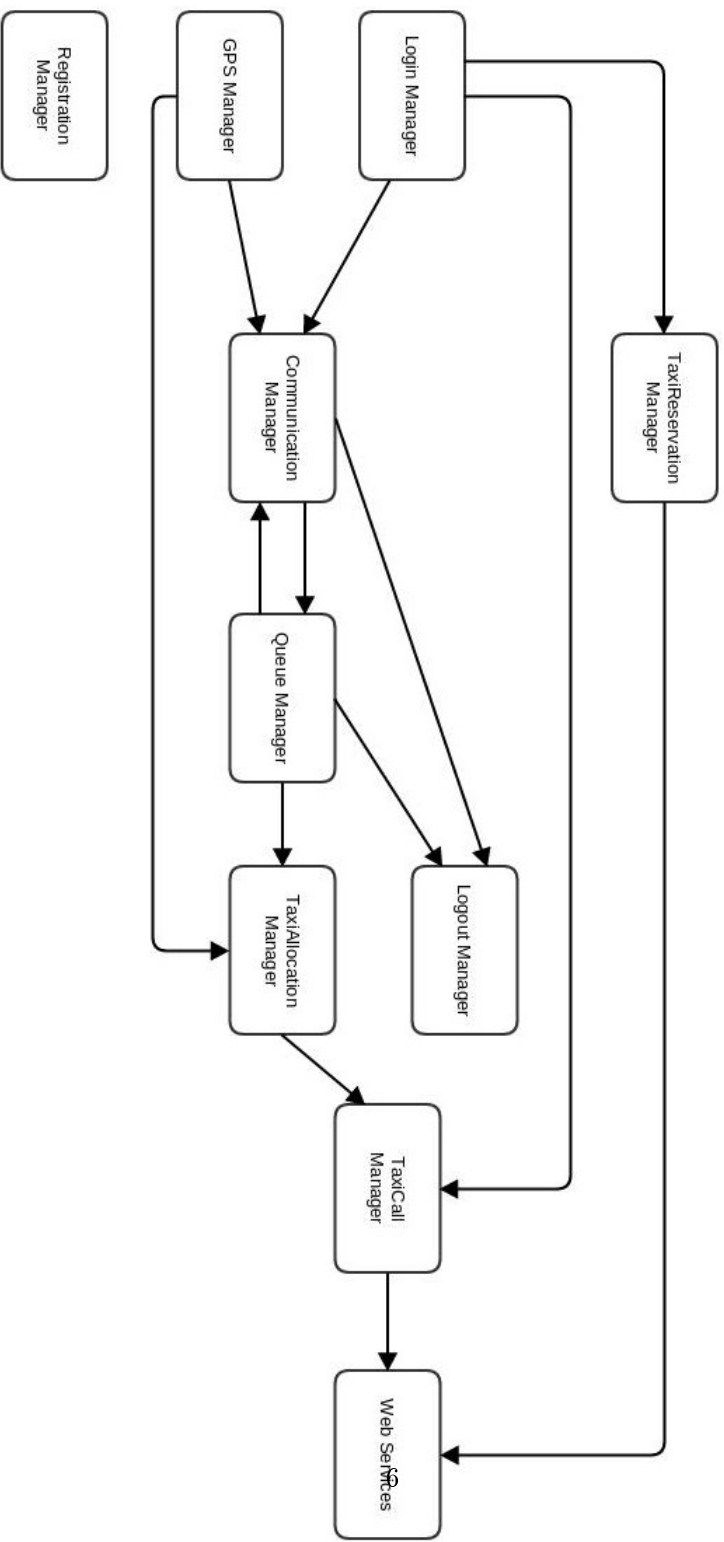 Login Manager
TaxiReservation
Manager
GPS Manager
Communication
Manager
Queue Manager
Logout Manager
TaxiAllocation
Manager
TaxiCall
Manager
Web Services
Registration
Manager
6